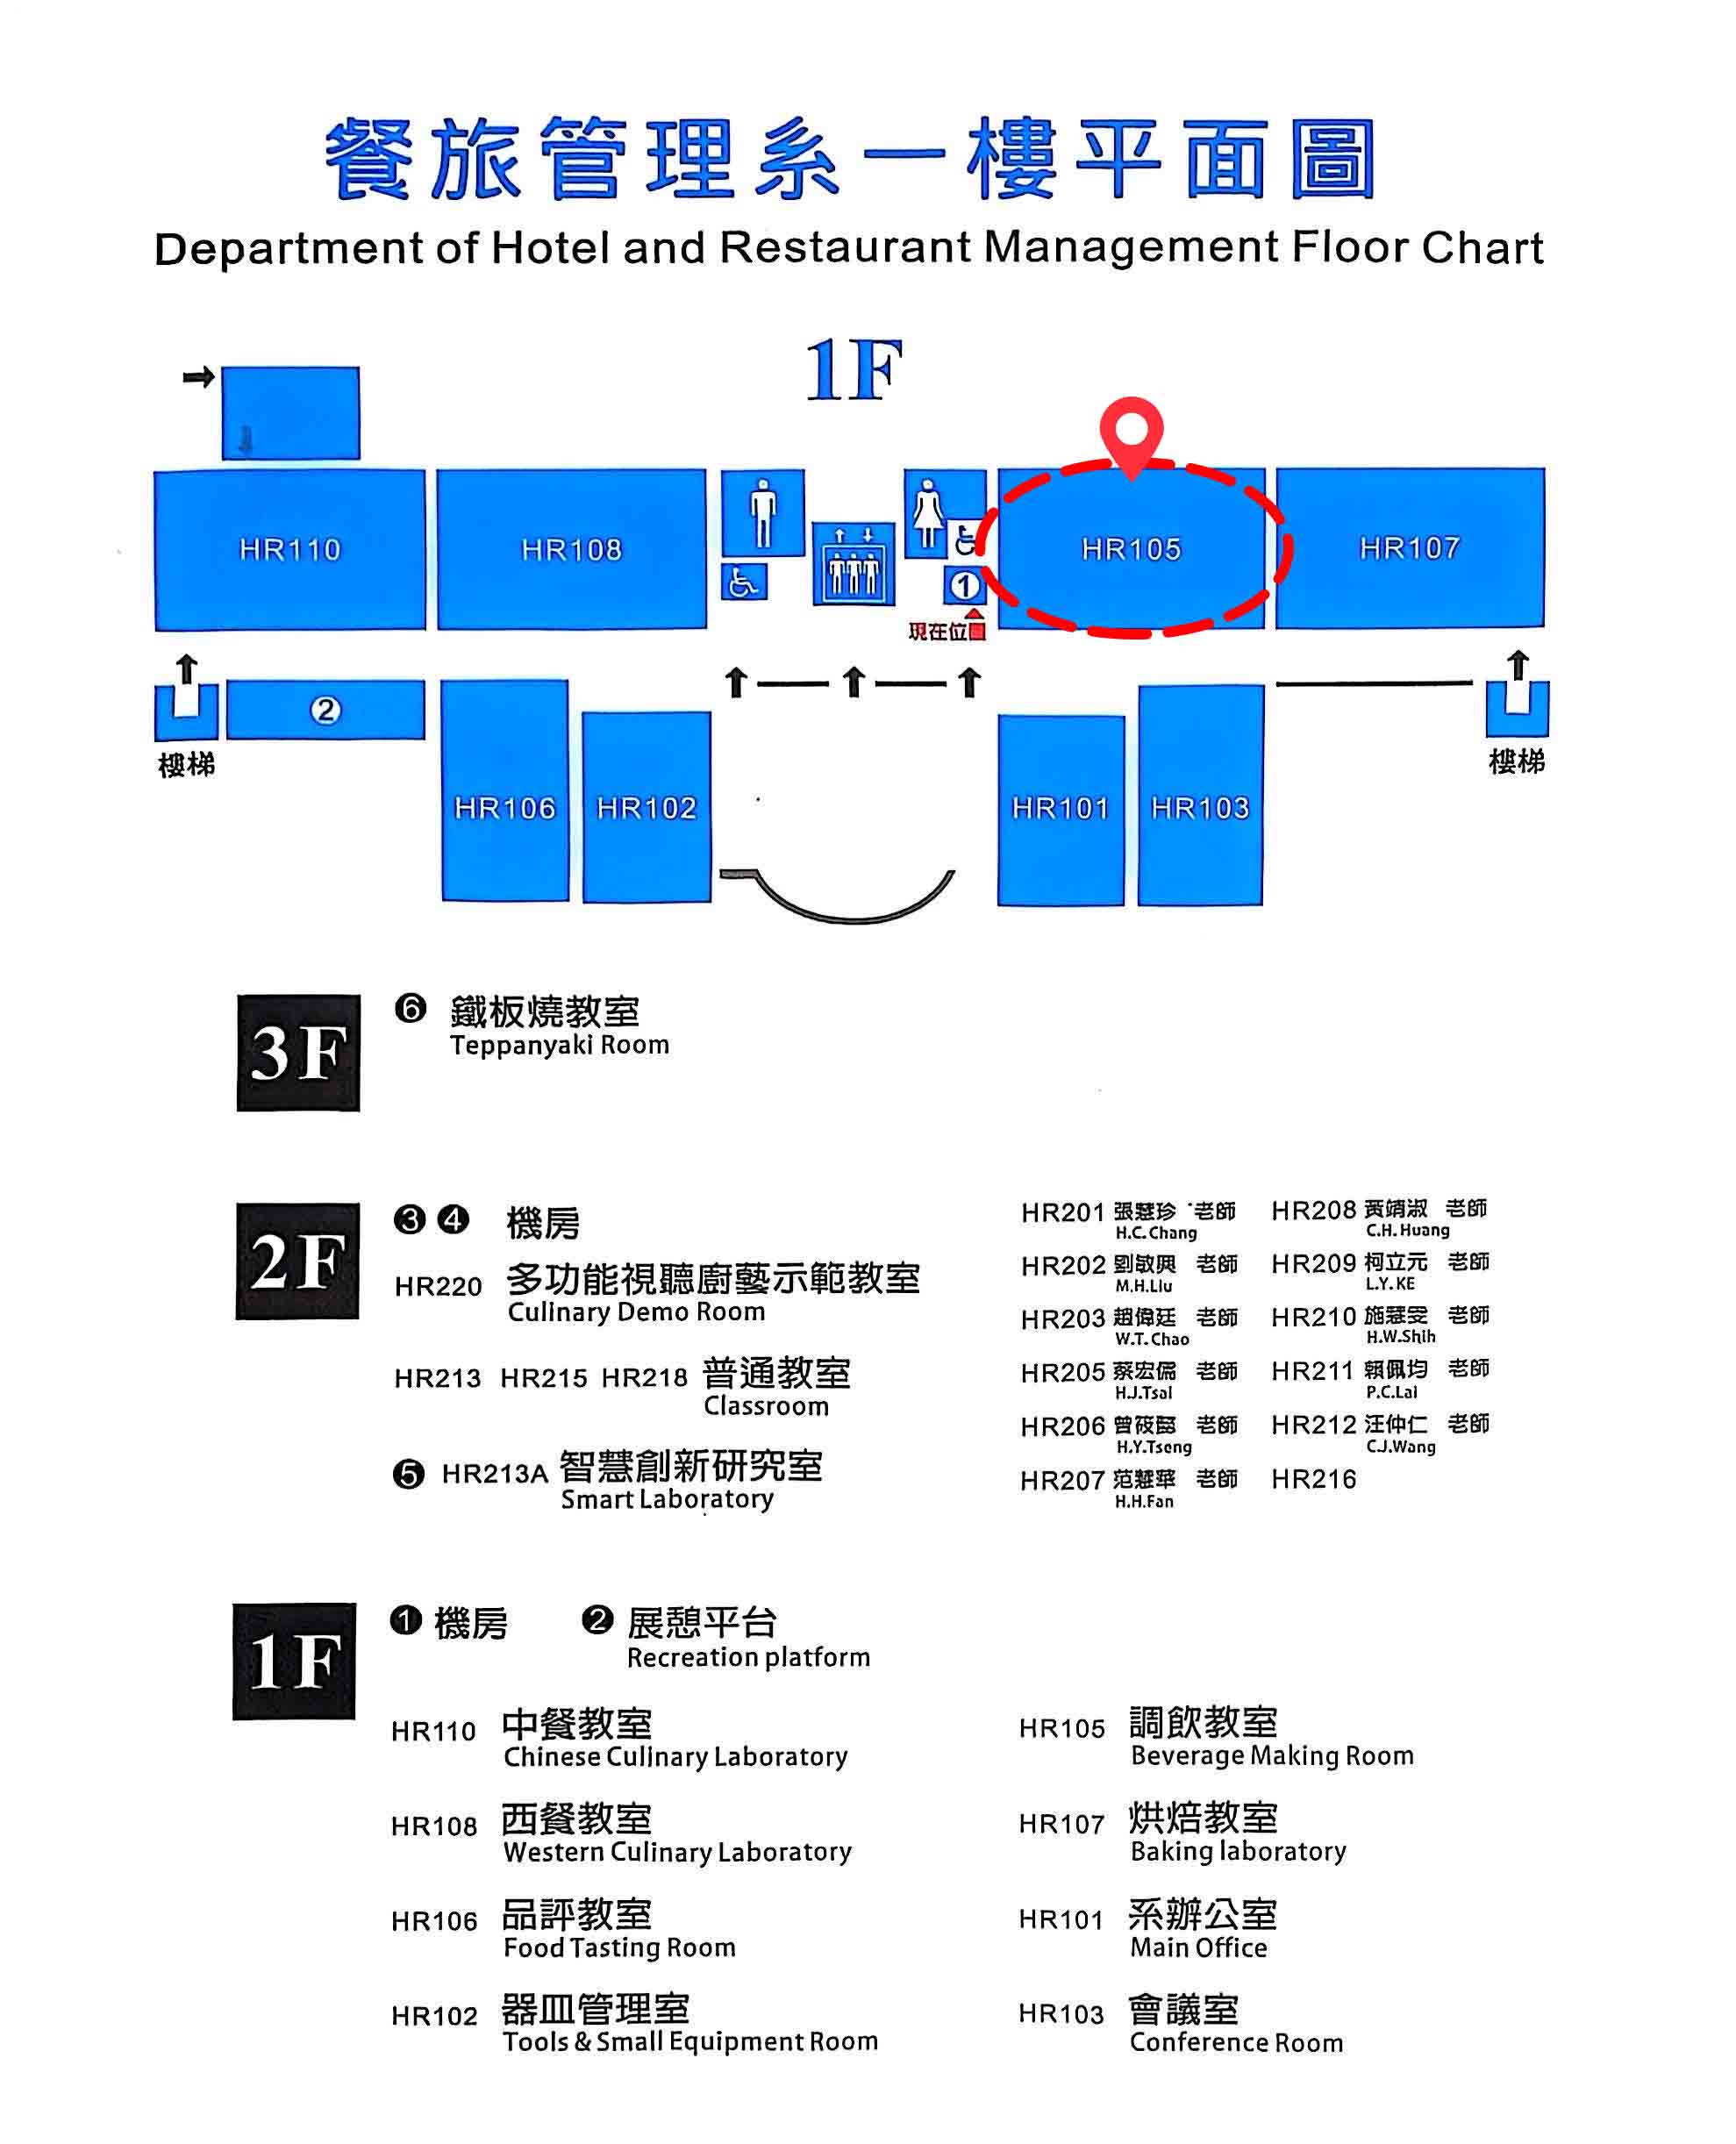 餐旅管理系一樓平面圖
Department of Hotel and Restaurant Management Floor Chart
1F
HR110
HR108
HR105
HR107
1
現在位
2
樓梯
樓梯
HR106
HR102
HR101
HR103
3F
6 鐵板燒教室
Teppanyaki Room
2F
3 4 機房
HR220 多功能視聽廚藝示範教室
Culinary Demo Room
HR213 HR215 HR218 普通教室
Classroom
5 HR213A 智慧創新研究室
Smart Laboratory
HR201 張慧珍 老師
H.C.Chang
HR202 劉敏興 老師
M.H.Liu
HR203 趙偉廷 老師
W.T.Chao
HR205 蔡宏儒 老師
H.J.Tsai
HR206 曾筱 老師
H.Y.Tseng
HR207 范慧華 老師
H.H.Fan
HR208 黃靖淑 老師
C.H.Huang
HR209 柯立元 老師
L.Y.KE
HR210 施慧雯 老師
H.W.Shih
HR211 賴佩均 老師
P.C.Lai
HR212 汪仲仁 老師
C.J.Wang
HR216
1F
1 機房 2 展憩平台
Recreation platform
HR110 中餐教室
Chinese Culinary Laboratory
HR108 西餐教室
Western Culinary Laboratory
HR106 品評教室
Food Tasting Room
HR102 器皿管理室
Tools & Small Equipment Room
HR105 調飲教室
Beverage Making Room
HR107 烘焙教室
Baking laboratory
HR101 系辦公室
Main Office
HR103 會議室
Conference Room